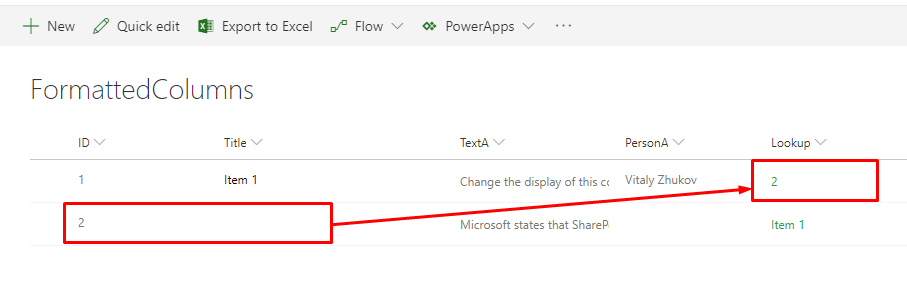 New Quick edit Export to Excel Flow PowerApps ...
FormattedColumns
ID Title TextA PersonA Lookup
1 Item 1 Change the display of this co Vitaly Zhukov 2
2 Microsoft states that ShareP Item 1